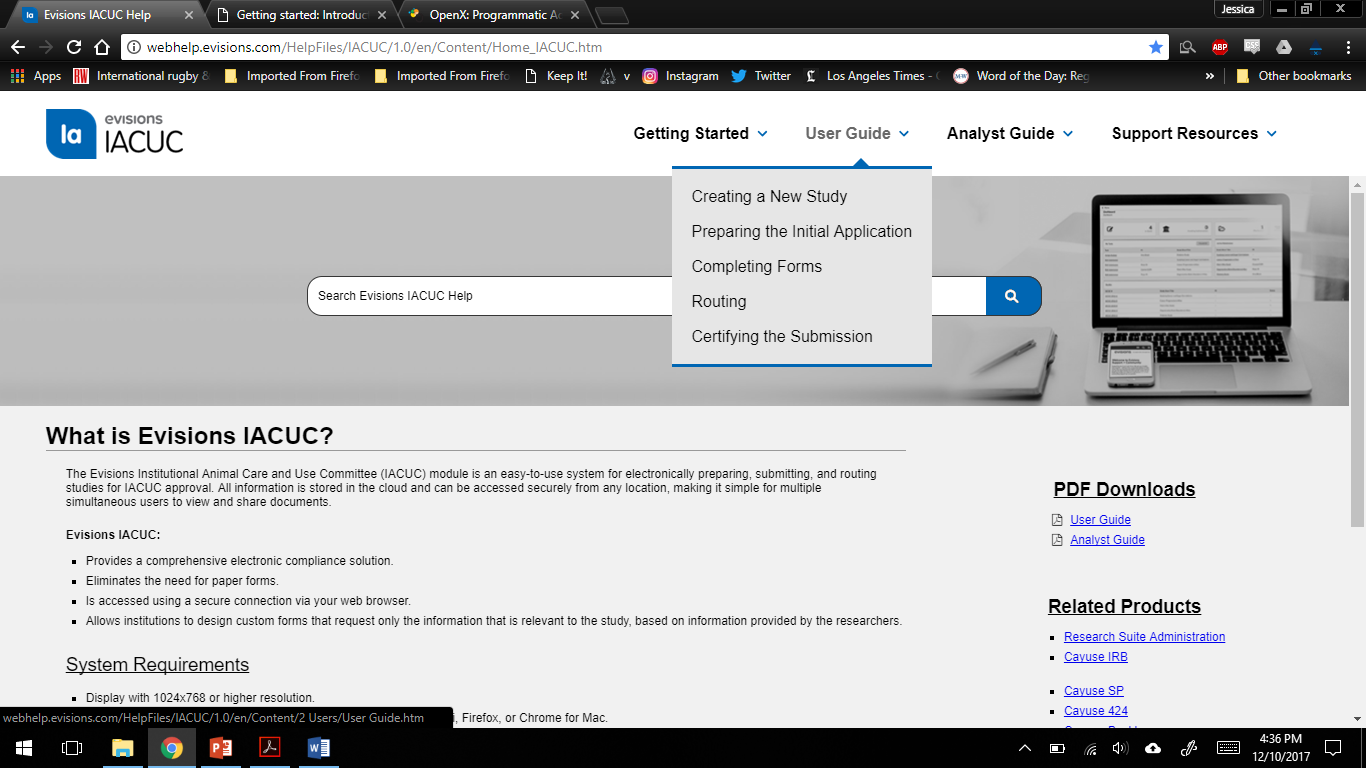 Evisions IACUC Help
Getting started: Introduc
OpenX: Programmatic Ac
Jessica
webhelp.evisions.com/HelpFiles/IACUC/1.0/en/Content/Home_IACUC.htm
ABP
Apps
RW
International rugby &
Imported From Firefo
Imported From Firefo
Keep It!
v
Instagram
Twitter
Los Angeles Times - C
Word of the Day: Reg
»
Other bookmarks
Ia
evisions
IACUC
Getting Started
User Guide
Analyst Guide
Support Resources
Creating a New Study
Preparing the Initial Application
Completing Forms
Routing
Certifying the Submission
Search Evisions IACUC Help
What is Evisions IACUC?
The Evisions Institutional Animal Care and Use Committee (IACUC) module is an easy-to-use system for electronically preparing, submitting, and routing
studies for IACUC approval. All information is stored in the cloud and can be accessed securely from any location, making it simple for multiple
simultaneous users to view and share documents.
Evisions IACUC:
Provides a comprehensive electronic compliance solution.
Eliminates the need for paper forms.
Is accessed using a secure connection via your web browser.
Allows institutions to design custom forms that request only the information that is relevant to the study, based on information provided by the researchers.
System Requirements
Display with 1024x768 or higher resolution.
i, Firefox, or Chrome for Mac.
PDF Downloads
User Guide
Analyst Guide
Related Products
Research Suite Administration
Cayuse IRB
Cayuse SP
Cayuse 424
webhelp.evisions.com/HelpFiles/IACUC/1.0/en/Content/2 Users/User Guide.htm
4:36 PM
12/10/2017